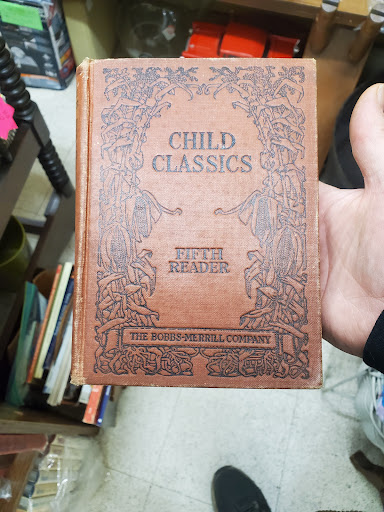 CHILD
CLASSICS
FIFTH
READER
THE BOBBS-MERRILL COMPANY